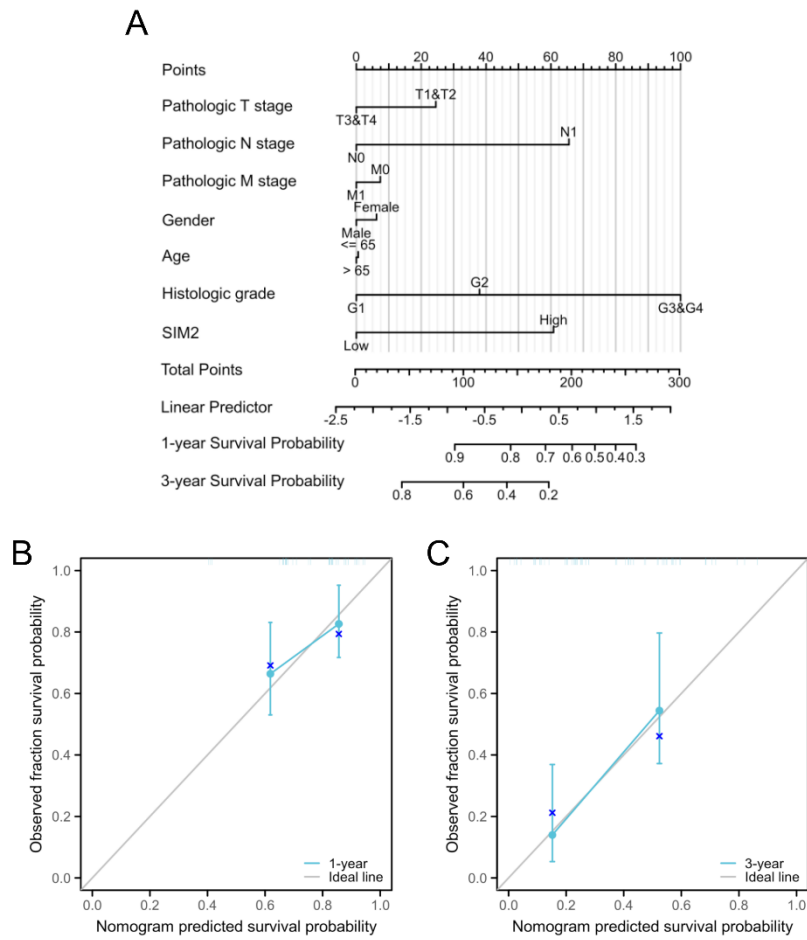 A
Points
0 20 40 60 80 100
Pathologic T stage
T1&T2
T3&T4
Pathologic N stage
N1
N0
Pathologic M stage
M0
M1
Gender
Female
Male
Age
<= 65
> 65
Histologic grade
G2
G1
G3&G4
SIM2
High
Low
Total Points
0 100 200 300
Linear Predictor
-2.5 -1.5 -0.5 0.5 1.5
1-year Survival Probability
0.9 0.8 0.7 0.6 0.5 0.4 0.3
3-year Survival Probability
0.8 0.6 0.4 0.2
B
Observed fraction survival probability
1.0
0.8
0.6
0.4
0.2
0.0
1-year
Ideal line
0.0 0.2 0.4 0.6 0.8 1.0
Nomogram predicted survival probability
C
Observed fraction survival probability
1.0
0.8
0.6
0.4
0.2
0.0
3-year
Ideal line
0.0 0.2 0.4 0.6 0.8 1.0
Nomogram predicted survival probability